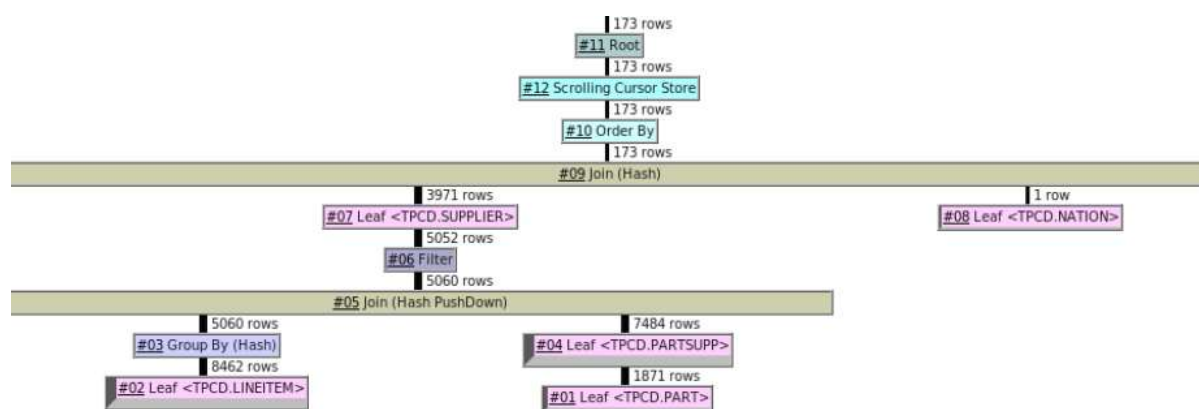 173 rows
#11 Root
173 rows
#12 Scrolling Cursor Store
173 rows
#10 Order By
173 rows
#09 Join (Hash)
3971 rows
1 row
#07 Leaf <TPCD.SUPPLIER>
#08 Leaf <TPCD.NATION>
5052 rows
#06 Filter
5060 rows
#05 Join (Hash PushDown)
5060 rows
7484 rows
#03 Group By (Hash)
#04 Leaf <TPCD.PARTSUPP>
8462 rows
1871 rows
#02 Leaf <TPCD.LINEITEM>
#01 Leaf <TPCD.PART>